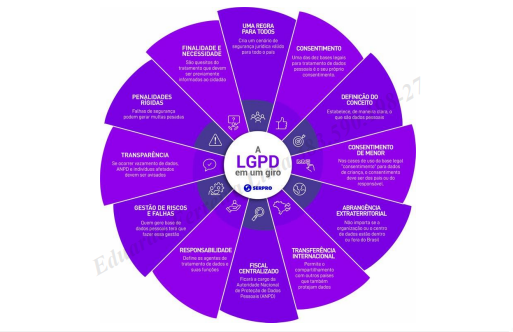 UMA REGRA
PARA TODOS
Cria um cenário de
segurança jurídica válido
para todo o país
CONSENTIMENTO
Uma das dez bases legais
para tratamento de dados
pessoais é o seu próprio
consentimento
DEFINIÇÃO DO
CONCEITO
Estabelece, de maneira clara, o
que são dados pessoais
CONSENTIMENTO
DE MENOR
Nos casos de uso da base legal
"consentimento" para dados
de criança, o consentimento
deve ser dos pais ou do
responsável.
ABRANGÊNCIA
EXTRATERRITORIAL
Não importa se a
organização ou o centro
de dados estão dentro
ou fora do Brasil
TRANSFERÊNCIA
INTERNACIONAL
Permite o
compartilhamento
com outros países
que também
protejam dados
FISCAL
CENTRALIZADO
Ficará a cargo da
Autoridade Nacional
de Proteção de Dados
Pessoais (ANPD)
RESPONSABILIDADE
Define os agentes de
tratamento de dados e
suas funções
GESTÃO DE RISCOS
E FALHAS
Quem gere base de
dados pessoais terá que
fazer essa gestão
TRANSPARÊNCIA
Se ocorrer vazamento de dados,
ANPD e indivíduos afetados
devem ser avisados
PENALIDADES
RÍGIDAS
Falhas de segurança
podem gerar multas pesadas
FINALIDADE E
NECESSIDADE
São quesitos do
tratamento que devem
ser previamente
informados ao cidadão
A
LGPD
em um giro
SERPRO